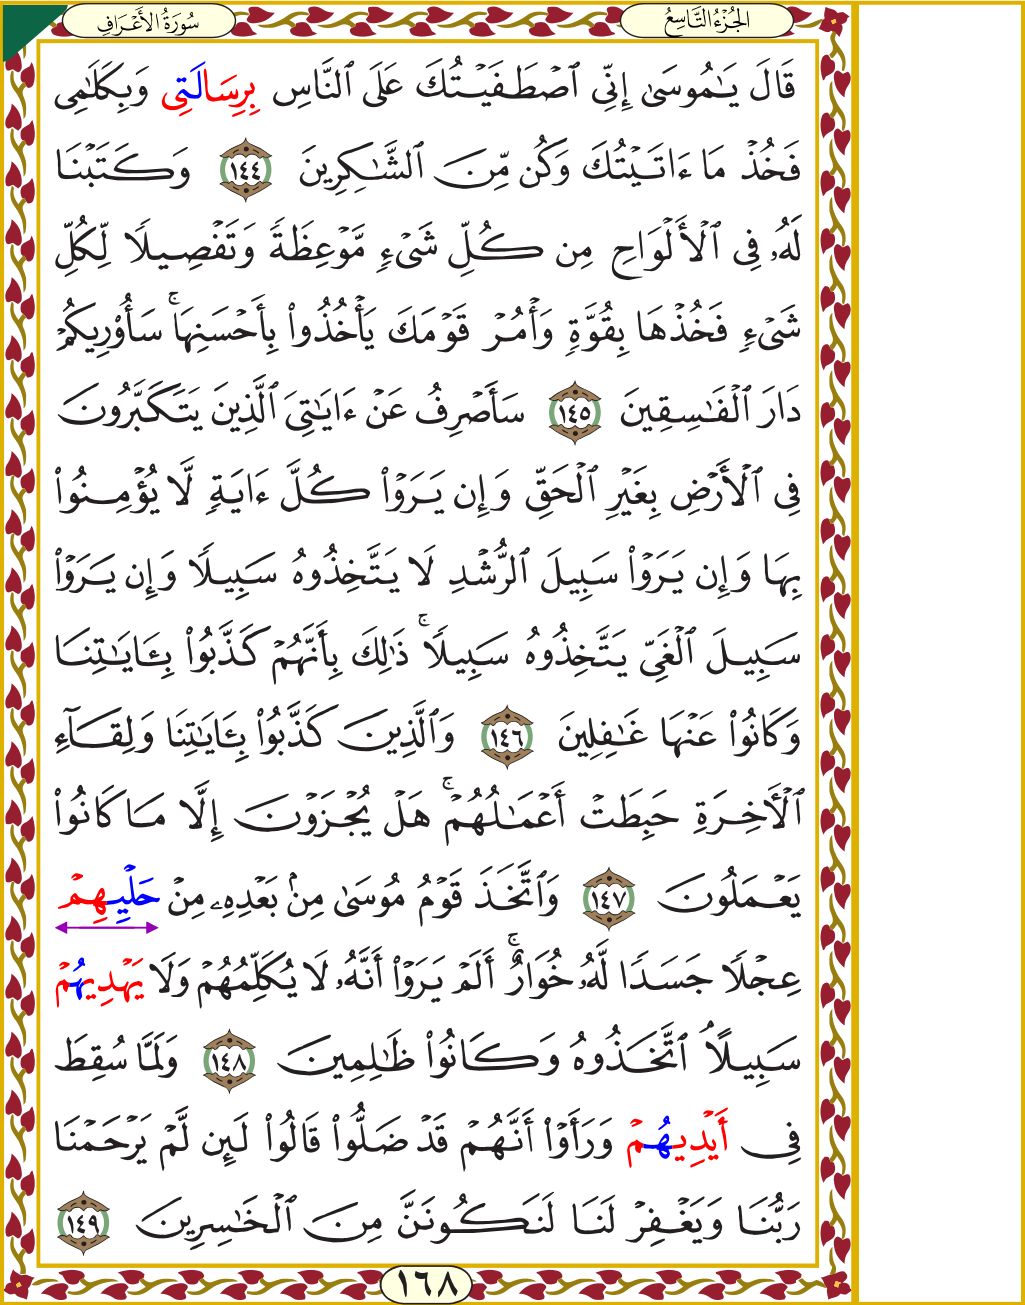 الجُزْءُ التَّاسِعُ
سُورَةُ الأَعْرَافِ
قَالَ يَٰمُوسَىٰ إِنِّى ٱصْطَفَيْتُكَ عَلَى ٱلنَّاسِ بِرِسَالَتِى وَبِكَلَٰمِى
فَخُذْ مَا ءَاتَيْتُكَ وَكُن مِّنَ ٱلشَّٰكِرِينَ ١٤٤ وَكَتَبْنَا
لَهُۥ فِى ٱلْأَلْوَاحِ مِن كُلِّ شَىْءٍ مَّوْعِظَةً وَتَفْصِيلًا لِّكُلِّ
شَىْءٍ فَخُذْهَا بِقُوَّةٍ وَأْمُرْ قَوْمَكَ يَأْخُذُوا۟ بِأَحْسَنِهَا ۚ سَأُو۟رِيكُمْ
دَارَ ٱلْفَٰسِقِينَ ١٤٥ سَأَصْرِفُ عَنْ ءَايَٰتِىَ ٱلَّذِينَ يَتَكَبَّرُونَ
فِى ٱلْأَرْضِ بِغَيْرِ ٱلْحَقِّ وَإِن يَرَوْا۟ كُلَّ ءَايَةٍ لَّا يُؤْمِنُوا۟
بِهَا وَإِن يَرَوْا۟ سَبِيلَ ٱلرُّشْدِ لَا يَتَّخِذُوهُ سَبِيلًا وَإِن يَرَوْا۟
سَبِيلَ ٱلْغَىِّ يَتَّخِذُوهُ سَبِيلًا ۚ ذَٰلِكَ بِأَنَّهُمْ كَذَّبُوا۟ بِـَٔايَٰتِنَا
وَكَانُوا۟ عَنْهَا غَٰفِلِينَ ١٤٦ وَٱلَّذِينَ كَذَّبُوا۟ بِـَٔايَٰتِنَا وَلِقَآءِ
ٱلْأَخِرَةِ حَبِطَتْ أَعْمَٰلُهُمْ ۚ هَلْ يُجْزَوْنَ إِلَّا مَا كَانُوا۟
يَعْمَلُونَ ١٤٧ وَٱتَّخَذَ قَوْمُ مُوسَىٰ مِنۢ بَعْدِهِۦ مِنْ حَلْيِهِمْ
عِجْلًا جَسَدًا لَّهُۥ خُوَارٌ ۚ أَلَمْ يَرَوْا۟ أَنَّهُۥ لَا يُكَلِّمُهُمْ وَلَا يَهْدِيهُمْ
سَبِيلًا ٱتَّخَذُوهُ وَكَانُوا۟ ظَٰلِمِينَ ١٤٨ وَلَمَّا سُقِطَ
فِى أَيْدِيهُمْ وَرَأَوْا۟ أَنَّهُمْ قَدْ ضَلُّوا۟ قَالُوا۟ لَئِن لَّمْ يَرْحَمْنَا
رَبُّنَا وَيَغْفِرْ لَنَا لَنَكُونَنَّ مِنَ ٱلْخَٰسِرِينَ ١٤٩
١٦٨